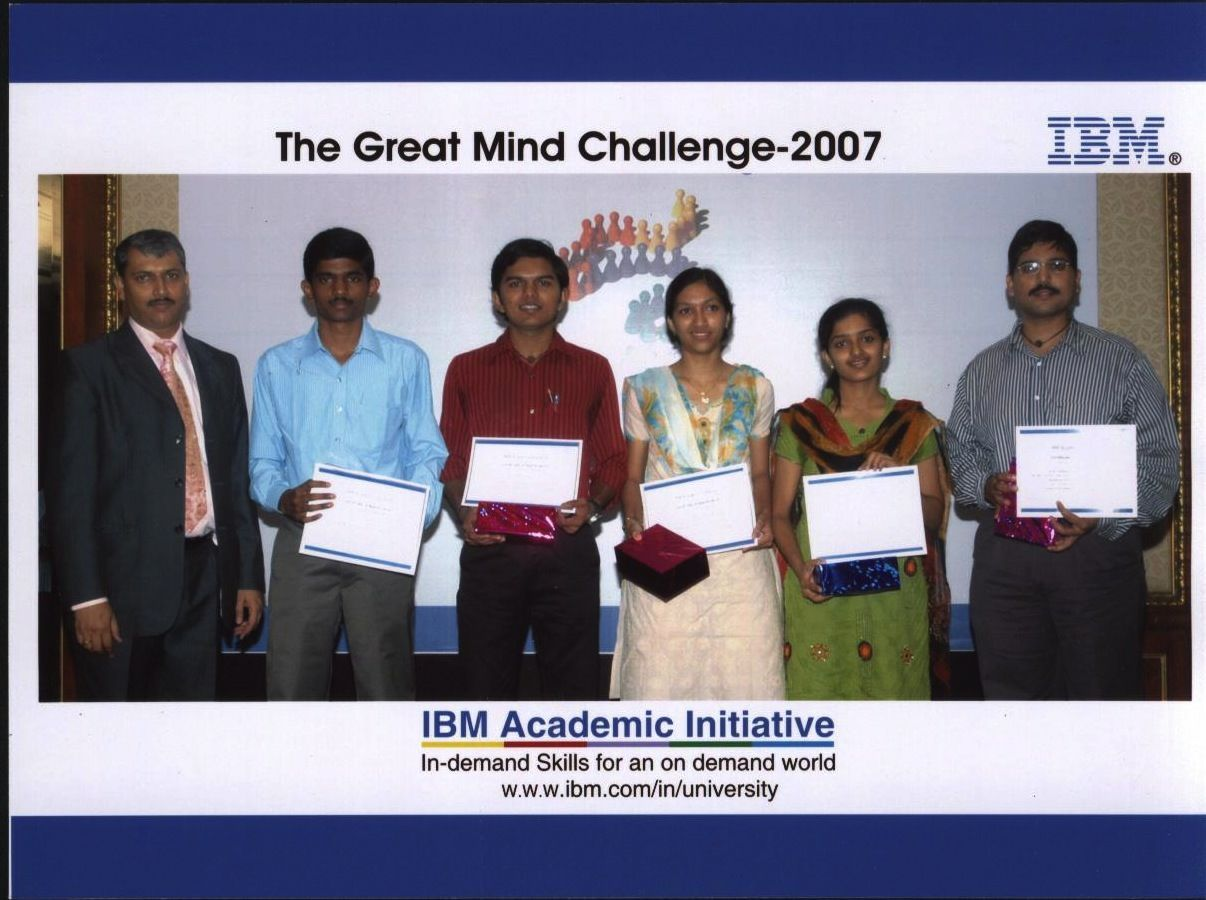 The Great Mind Challenge-2007
IBM®
IBM Academic Initiative
In-demand Skills for an on demand world
w.w.w.ibm.com/in/university